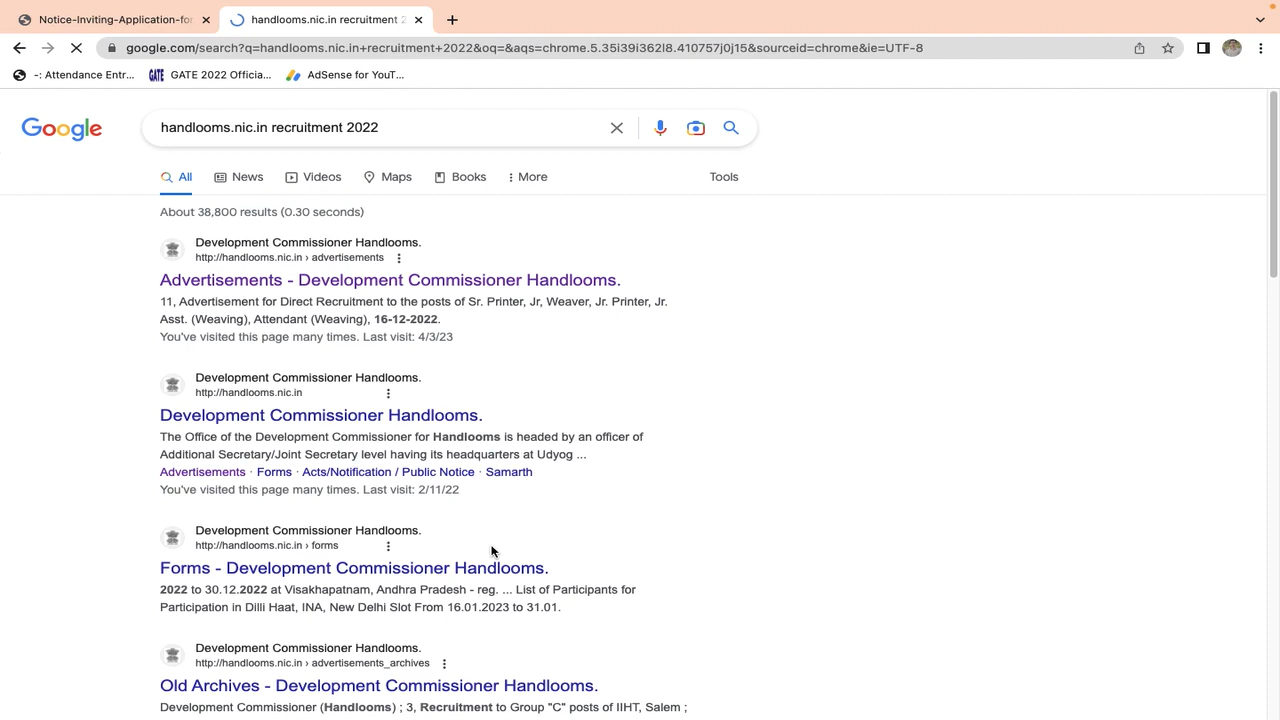 Notice-Inviting-Application-for
handlooms.nic.in recruitment 2
google.com/search?q=handlooms.nic.in+recruitment+2022&oq=&aqs=chrome.5.35i39i362l8.410757j0j15&sourceid=chrome&ie=UTF-8
-: Attendance Entr...
GATE GATE 2022 Officia...
AdSense for YouT...
Google
handlooms.nic.in recruitment 2022
All
News
Videos
Maps
Books
More
Tools
About 38,800 results (0.30 seconds)
Development Commissioner Handlooms.
http://handlooms.nic.in › advertisements
Advertisements - Development Commissioner Handlooms.
11, Advertisement for Direct Recruitment to the posts of Sr. Printer, Jr, Weaver, Jr. Printer, Jr.
Asst. (Weaving), Attendant (Weaving), 16-12-2022.
You've visited this page many times. Last visit: 4/3/23
Development Commissioner Handlooms.
http://handlooms.nic.in
Development Commissioner Handlooms.
The Office of the Development Commissioner for Handlooms is headed by an officer of
Additional Secretary/Joint Secretary level having its headquarters at Udyog ...
Advertisements · Forms · Acts/Notification / Public Notice · Samarth
You've visited this page many times. Last visit: 2/11/22
Development Commissioner Handlooms.
http://handlooms.nic.in › forms
Forms - Development Commissioner Handlooms.
2022 to 30.12.2022 at Visakhapatnam, Andhra Pradesh - reg. ... List of Participants for
Participation in Dilli Haat, INA, New Delhi Slot From 16.01.2023 to 31.01.
Development Commissioner Handlooms.
http://handlooms.nic.in › advertisements_archives
Old Archives - Development Commissioner Handlooms.
Development Commissioner (Handlooms) ; 3, Recruitment to Group "C" posts of IIHT, Salem ;